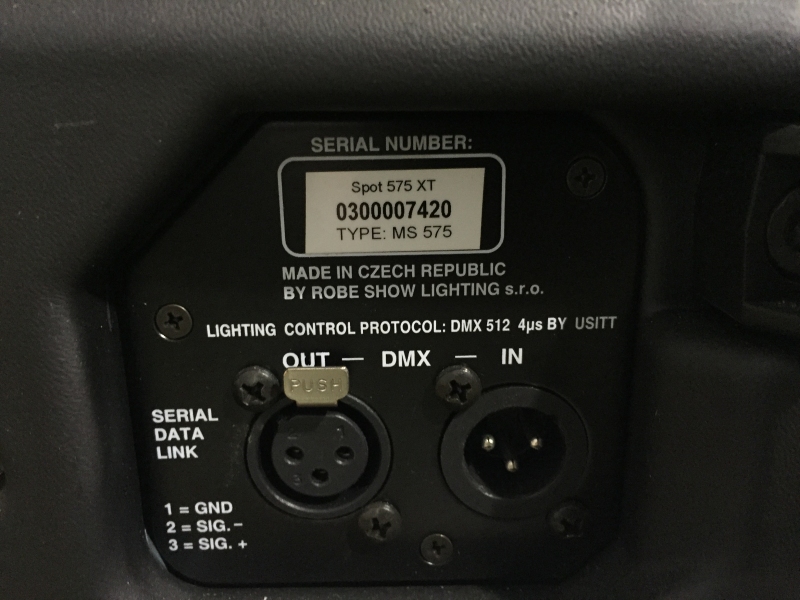 SERIAL NUMBER:
Spot 575 XT
0300007420
TYPE: MS 575
MADE IN CZECH REPUBLIC
BY ROBE SHOW LIGHTING s.r.o.
LIGHTING CONTROL PROTOCOL: DMX 512 4µs BY USITT
OUT — DMX — IN
PUSH
SERIAL
DATA
LINK
1 = GND
2 = SIG. –
3 = SIG. +